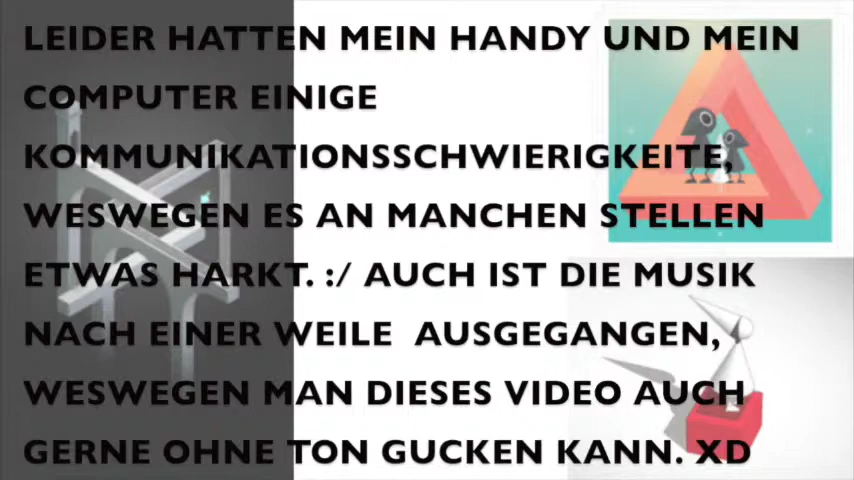 LEIDER HATTEN MEIN HANDY UND MEIN
COMPUTER EINIGE
KOMMUNIKATIONSSCHWIERIGKEITE,
WESWEGEN ES AN MANCHEN STELLEN
ETWAS HARKT. :/ AUCH IST DIE MUSIK
NACH EINER WEILE AUSGEGANGEN,
WESWEGEN MAN DIESES VIDEO AUCH
GERNE OHNE TON GUCKEN KANN. XD